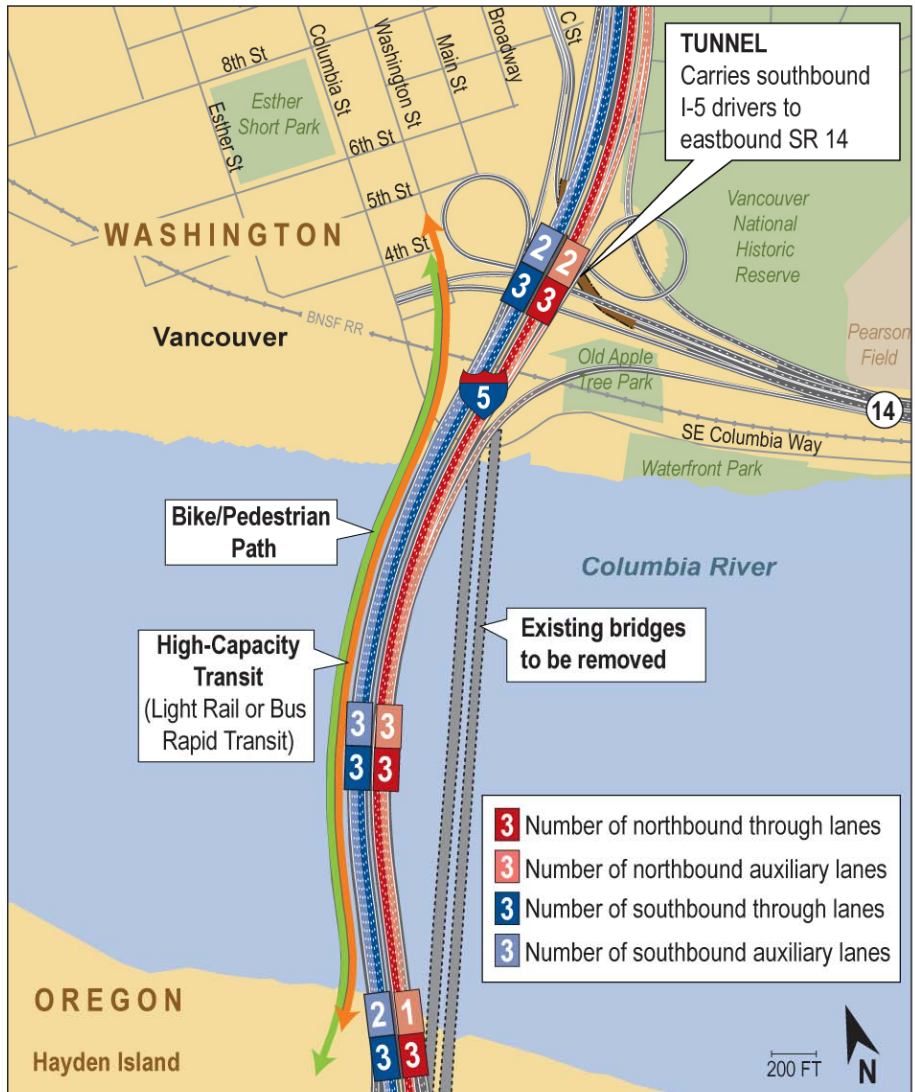 8th St
Columbia St
Washington St
Main St
Broadway
C St
TUNNEL
Carries southbound
I-5 drivers to
eastbound SR 14
Esther
Short Park
Esther St
6th St
5th St
4th St
WASHINGTON
BNSF RR
Vancouver
Vancouver
National
Historic
Reserve
Pearson
Field
2
2
3
3
5
Old Apple
Tree Park
14
SE Columbia Way
Waterfront Park
Bike/Pedestrian
Path
Columbia River
High-Capacity
Transit
(Light Rail or Bus
Rapid Transit)
Existing bridges
to be removed
3
3
3
3
3 Number of northbound through lanes
3 Number of northbound auxiliary lanes
3 Number of southbound through lanes
3 Number of southbound auxiliary lanes
OREGON
Hayden Island
2
1
3
3
200 FT
N